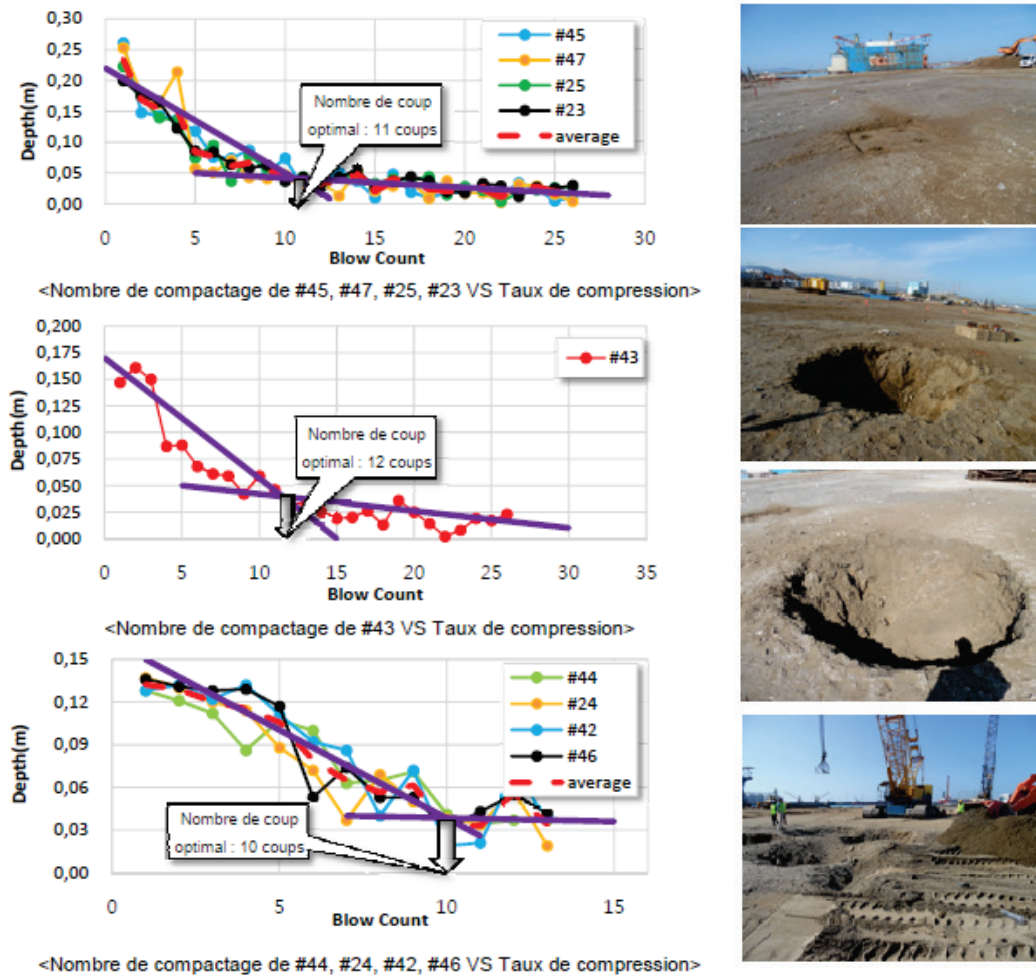 0,30
0,25
0,20
0,15
0,10
0,05
0,00
Depth(m)
#45
#47
#25
#23
average
Nombre de coup
optimal : 11 coups
0 5 10 15 20 25 30
Blow Count
<Nombre de compactage de #45, #47, #25, #23 VS Taux de compression>
0,200
0,175
0,150
0,125
0,100
0,075
0,050
0,025
0,000
Depth(m)
#43
Nombre de coup
optimal : 12 coups
0 5 10 15 20 25 30 35
Blow Count
<Nombre de compactage de #43 VS Taux de compression>
0,15
0,12
0,09
0,06
0,03
0,00
Depth(m)
#44
#24
#42
#46
average
Nombre de coup
optimal : 10 coups
0 5 10 15
Blow Count
<Nombre de compactage de #44, #24, #42, #46 VS Taux de compression>